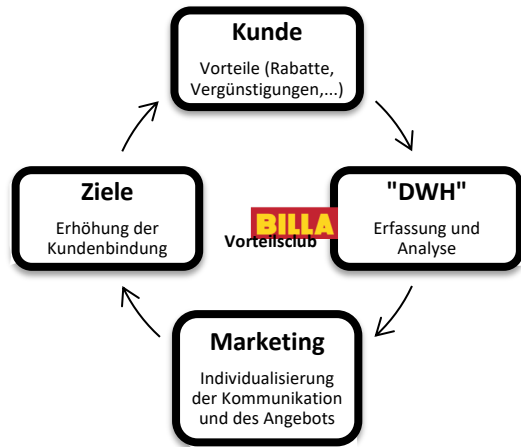 Kunde
Vorteile (Rabatte,
Vergünstigungen,...)
Ziele
Erhöhung der
Kundenbindung
BILLA
Vorteilsclub
"DWH"
Erfassung und
Analyse
Marketing
Individualisierung
der Kommunikation
und des Angebots